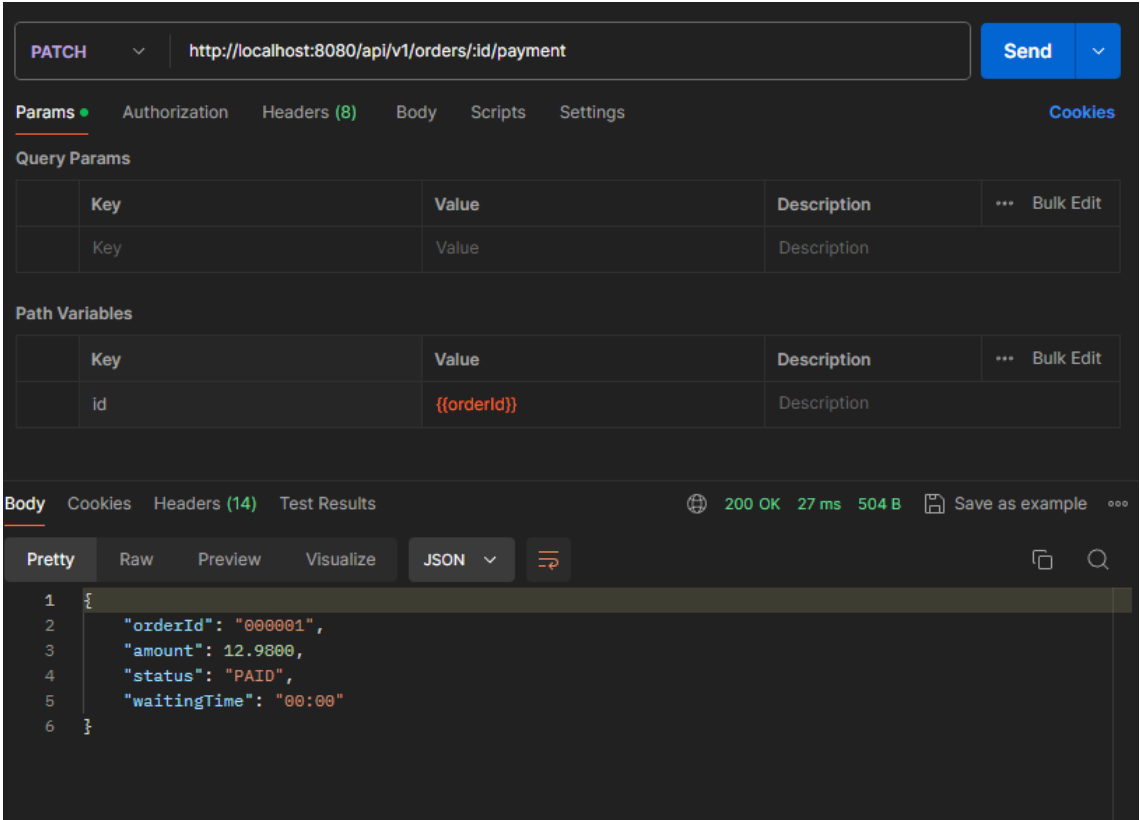 PATCH http://localhost:8080/api/v1/orders/:id/payment Send
Params Authorization Headers (8) Body Scripts Settings Cookies
Query Params
Key Value Description Bulk Edit
Key Value Description
Path Variables
Key Value Description Bulk Edit
id {{orderId}} Description
Body Cookies Headers (14) Test Results 200 OK 27 ms 504 B Save as example
Pretty Raw Preview Visualize JSON
1 {
2 "orderId": "000001",
3 "amount": 12.9800,
4 "status": "PAID",
5 "waitingTime": "00:00"
6 }